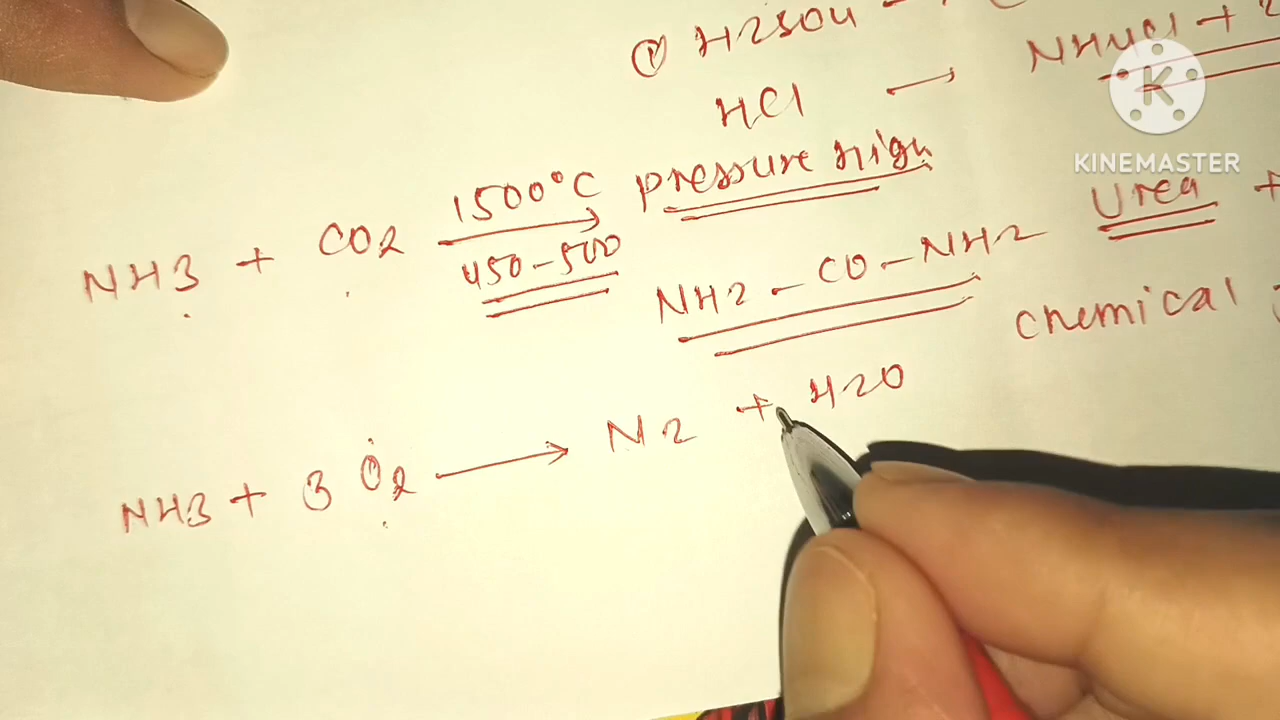 ① H2SO4 –
HCl → NH4Cl + 2
KINEMASTER
NH3 + CO2 1500°C pressure high
450-500
Urea +
NH2 - CO - NH2
chemical
NH3 + 3 O2 → N2 + H2O